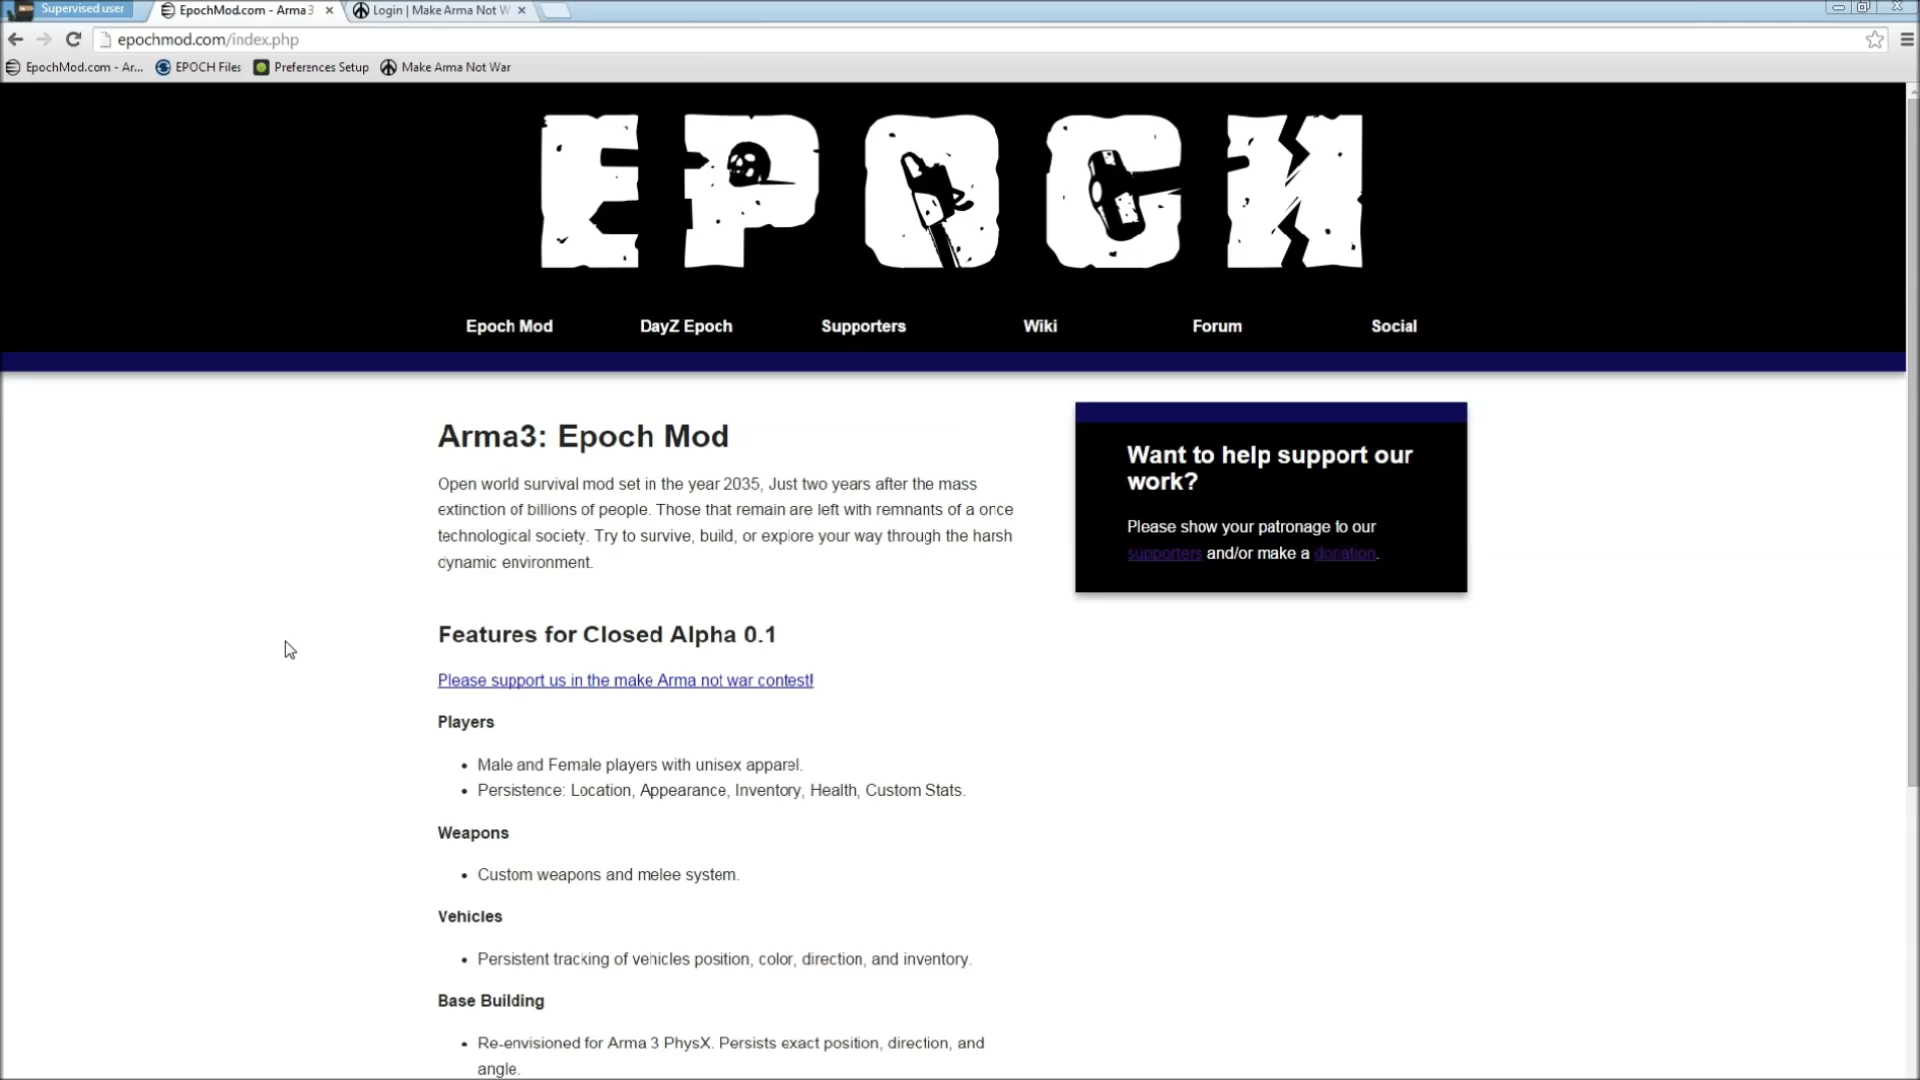 Supervised user
EpochMod.com - Arma3
Login | Make Arma Not W
epochmod.com/index.php
EpochMod.com - Ar...
EPOCH Files
Preferences Setup
Make Arma Not War
EPOCH
Epoch Mod
DayZ Epoch
Supporters
Wiki
Forum
Social
Arma3: Epoch Mod
Open world survival mod set in the year 2035, Just two years after the mass
extinction of billions of people. Those that remain are left with remnants of a once
technological society. Try to survive, build, or explore your way through the harsh
dynamic environment.
Want to help support our
work?
Please show your patronage to our
supporters and/or make a donation.
Features for Closed Alpha 0.1
Please support us in the make Arma not war contest!
Players
Male and Female players with unisex apparel.
Persistence: Location, Appearance, Inventory, Health, Custom Stats.
Weapons
Custom weapons and melee system.
Vehicles
Persistent tracking of vehicles position, color, direction, and inventory.
Base Building
Re-envisioned for Arma 3 PhysX. Persists exact position, direction, and
angle.